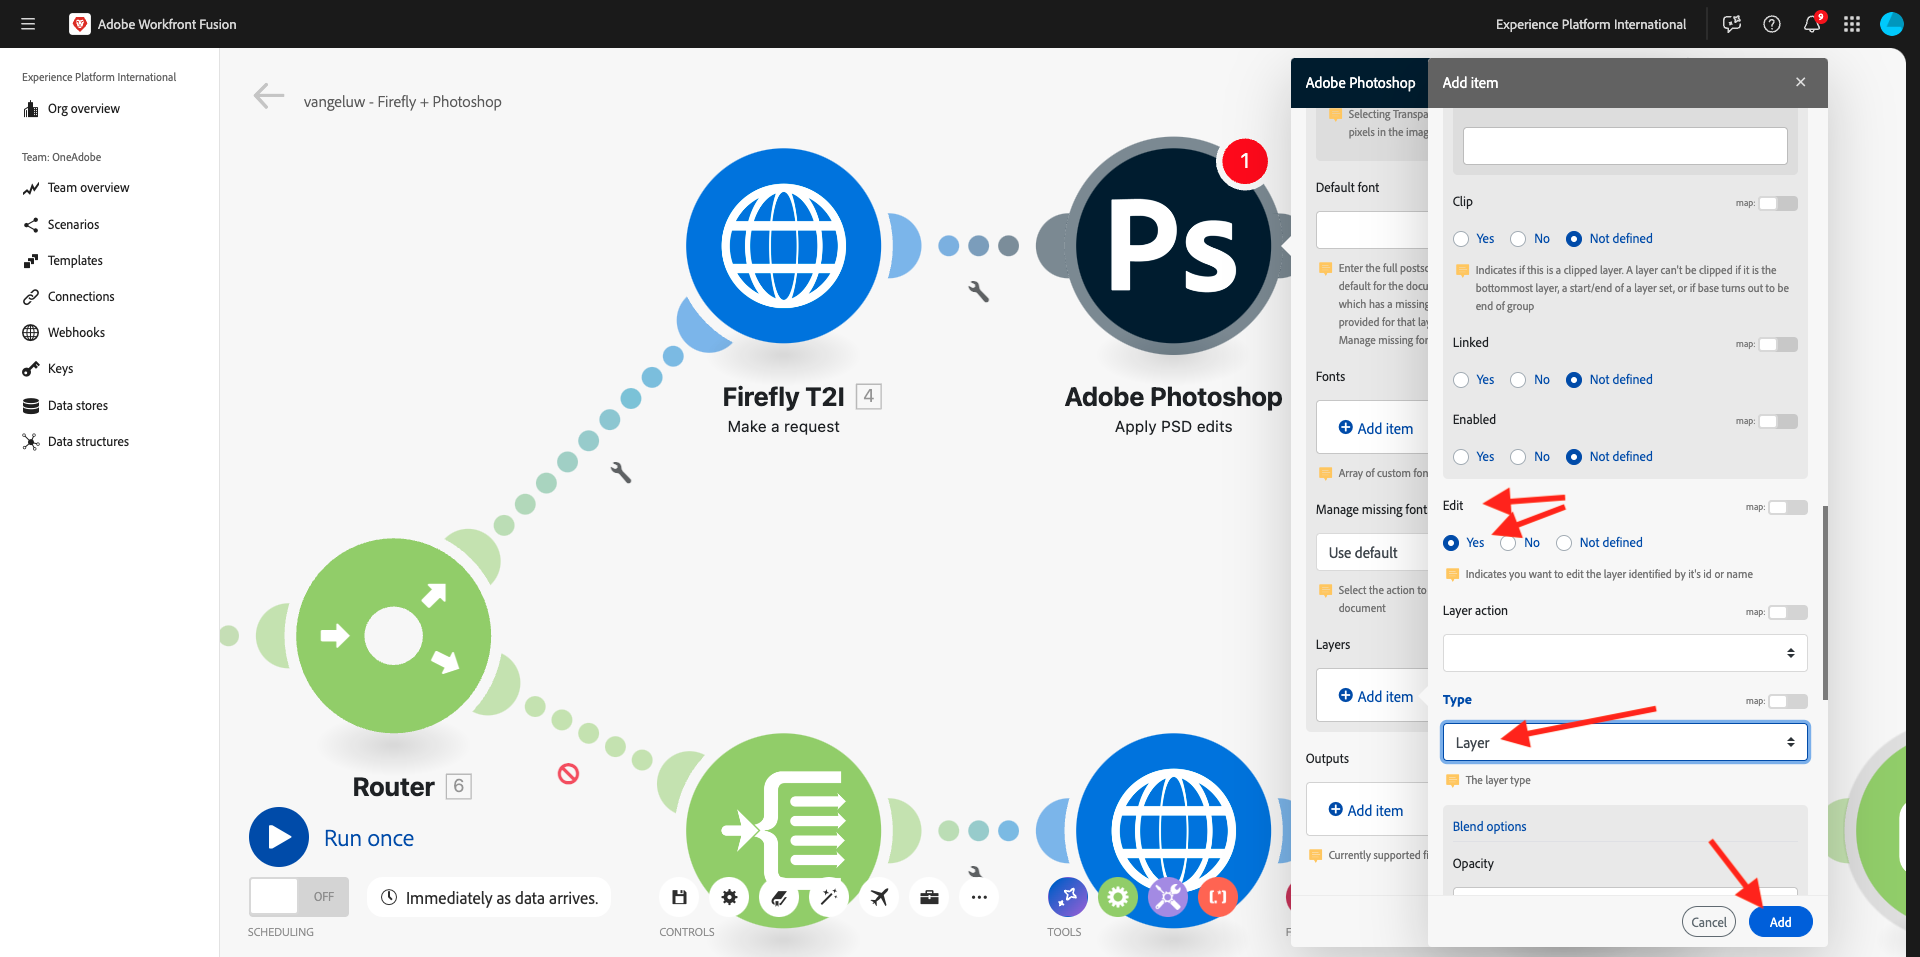 Adobe Workfront Fusion
Experience Platform International
9
Experience Platform International
Org overview
Team: OneAdobe
Team overview
Scenarios
Templates
Connections
Webhooks
Keys
Data stores
Data structures
vangeluw - Firefly + Photoshop
Firefly T2I 4
Make a request
1
Ps
Adobe Photoshop
Apply PSD edits
Router 6
Run once
OFF
Immediately as data arrives.
SCHEDULING
CONTROLS
TOOLS
F
Adobe Photoshop
Selecting Transpa
pixels in the imag
Default font
Enter the full postsc
default for the docu
which has a missing
provided for that lay
Manage missing for
Fonts
Add item
Array of custom fon
Manage missing font
Use default
Select the action to
document
Layers
Add item
Outputs
Add item
Currently supported fi
Add item
Clip
map:
Yes No Not defined
Indicates if this is a clipped layer. A layer can't be clipped if it is the
bottommost layer, a start/end of a layer set, or if base turns out to be
end of group
Linked
map:
Yes No Not defined
Enabled
map:
Yes No Not defined
Edit
map:
Yes No Not defined
Indicates you want to edit the layer identified by it's id or name
Layer action
map:
Type
map:
Layer
The layer type
Blend options
Opacity
Cancel
Add